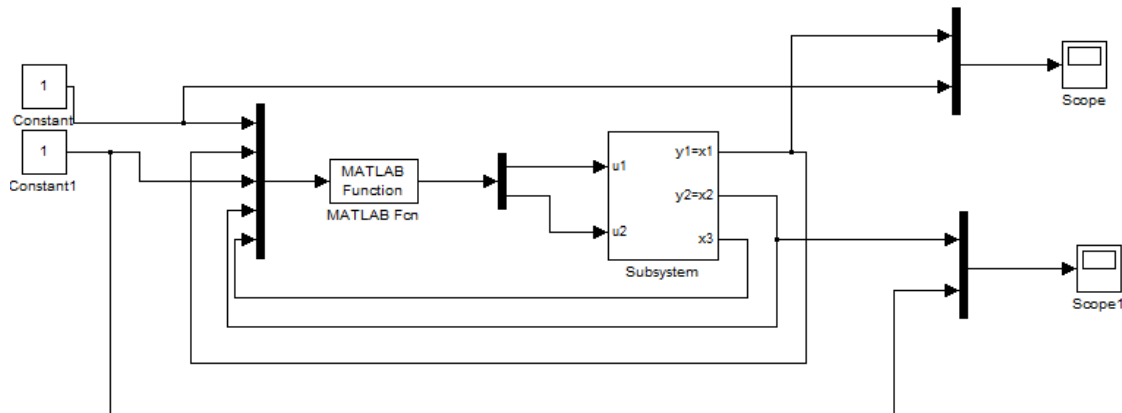 1
Constant
1
Constant1
MATLAB
Function
MATLAB Fcn
u1
u2
y1=x1
y2=x2
x3
Subsystem
Scope
Scope1